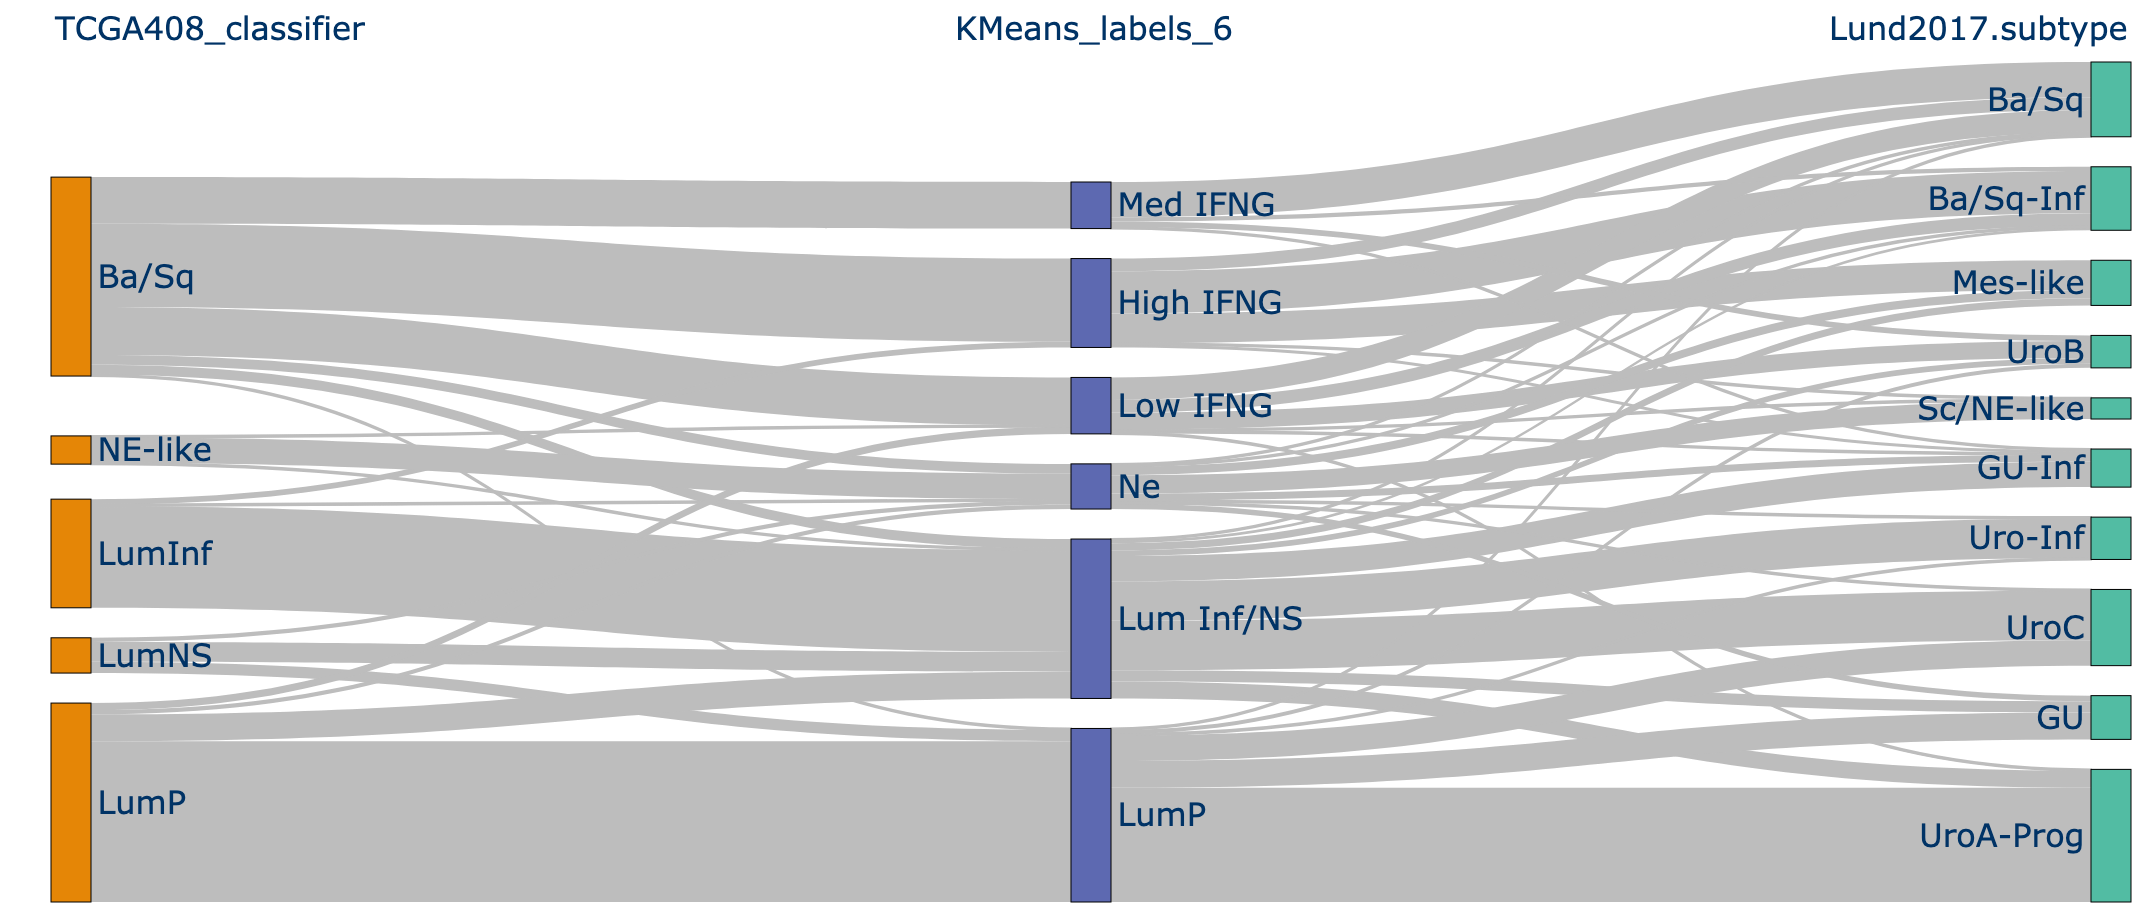 TCGA408_classifier
KMeans_labels_6
Lund2017.subtype
Ba/Sq
NE-like
LumInf
LumNS
LumP
Med IFNG
High IFNG
Low IFNG
Ne
Lum Inf/NS
LumP
Ba/Sq
Ba/Sq-Inf
Mes-like
UroB
Sc/NE-like
GU-Inf
Uro-Inf
UroC
GU
UroA-Prog